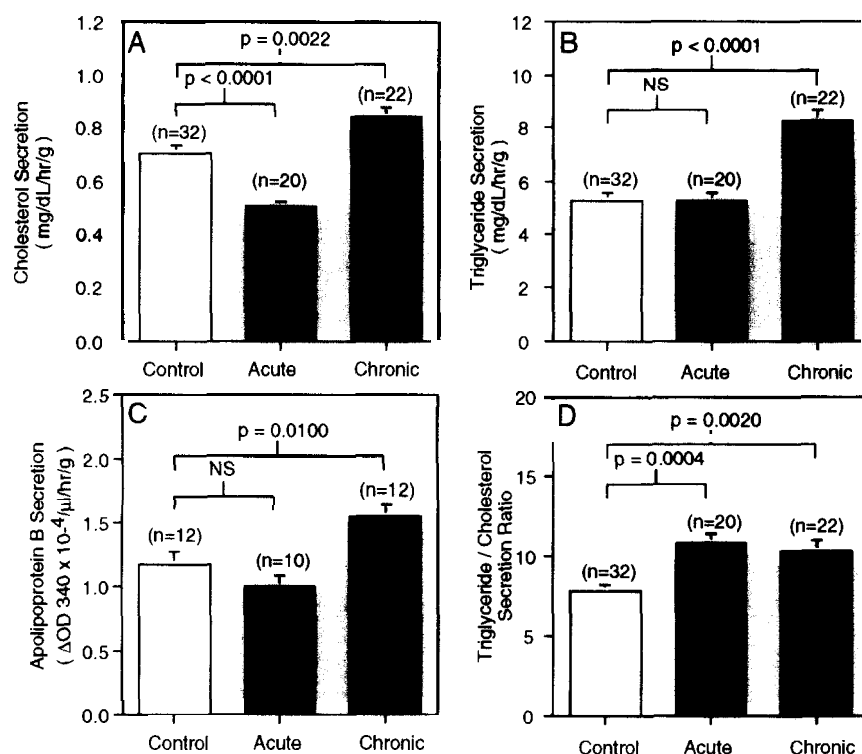 A
p = 0.0022
p < 0.0001
(n=32)
(n=20)
(n=22)
1.2
1.0
0.8
0.6
0.4
0.2
0.0
Cholesterol Secretion
( mg/dL/hr/g)
Control
Acute
Chronic
B
p < 0.0001
NS
(n=32)
(n=20)
(n=22)
12
10
8
6
4
2
0
Triglyceride Secretion
( mg/dL/hr/g)
Control
Acute
Chronic
C
p = 0.0100
NS
(n=12)
(n=10)
(n=12)
2.5
2.0
1.5
1.0
0.5
0.0
Apolipoprotein B Secretion
( ΔOD 340 x 10-4/μl/hr/g)
Control
Acute
Chronic
D
p = 0.0020
p = 0.0004
(n=32)
(n=20)
(n=22)
20
15
10
5
0
Triglyceride / Cholesterol
Secretion Ratio
Control
Acute
Chronic